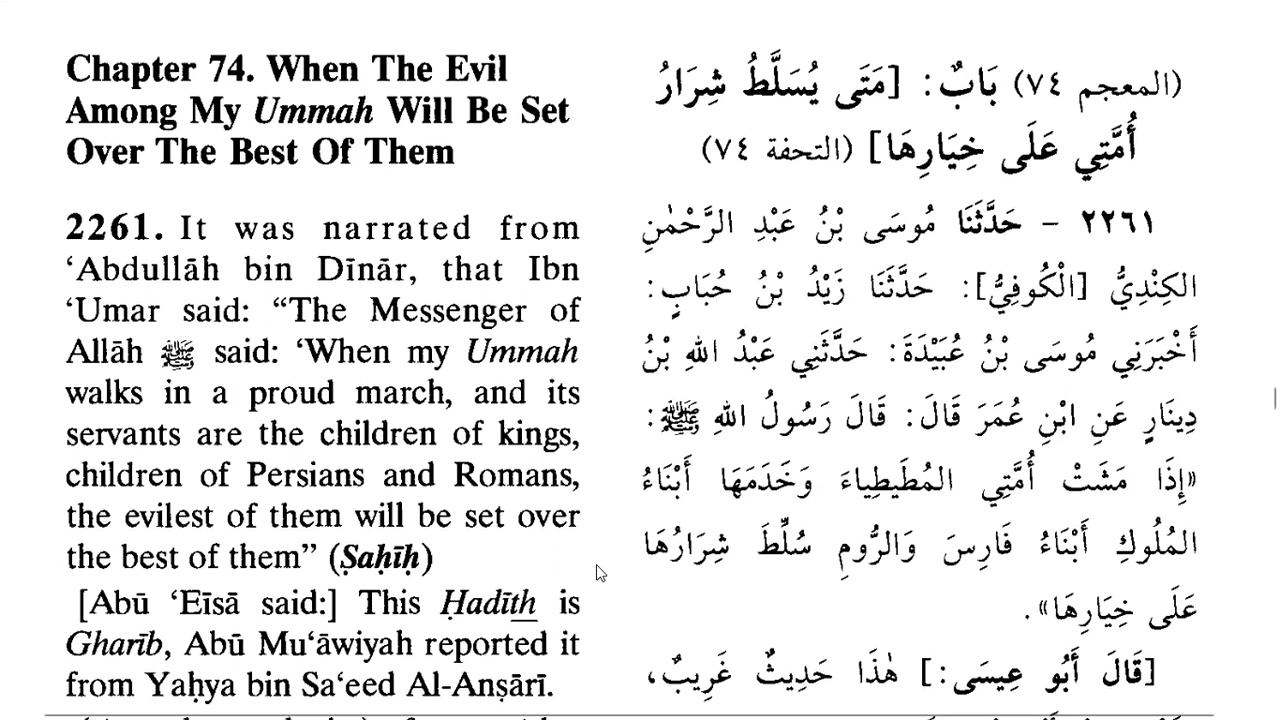 Chapter 74. When The Evil
Among My Ummah Will Be Set
Over The Best Of Them
2261. It was narrated from
‘Abdullāh bin Dīnār, that Ibn
‘Umar said: “The Messenger of
Allāh ﷺ said: ‘When my Ummah
walks in a proud march, and its
servants are the children of kings,
children of Persians and Romans,
the evilest of them will be set over
the best of them” (Ṣaḥīḥ)
[Abū ‘Eīsā said:] This Ḥadīth is
Gharīb, Abū Mu‘āwiyah reported it
from Yaḥya bin Sa‘eed Al-Anṣārī.
(المعجم ٧٤) بَابٌ: [مَتَى يُسَلَّطُ شِرَارُ
أُمَّتِي عَلَى خِيَارِهَا] (التحفة ٧٤)
٢٢٦١ - حَدَّثَنَا مُوسَى بْنُ عَبْدِ الرَّحْمٰنِ
الكِنْدِيُّ [الْكُوفِيُّ]: حَدَّثَنَا زَيْدُ بْنُ حُبَابٍ:
أَخْبَرَنِي مُوسَى بْنُ عُبَيْدَةَ: حَدَّثَنِي عَبْدُ اللهِ بْنُ
دِينَارٍ عَنِ ابْنِ عُمَرَ قَالَ: قَالَ رَسُولُ اللهِ ﷺ:
«إِذَا مَشَتْ أُمَّتِي المُطَيطِياءَ وَخَدَمَهَا أَبْنَاءُ
المُلُوكِ أَبْنَاءُ فَارِسَ وَالرُّومِ سُلِّطَ شِرَارُهَا
عَلَى خِيَارِهَا».
[قَالَ أَبُو عِيسَى:] هٰذَا حَدِيثٌ غَرِيبٌ،